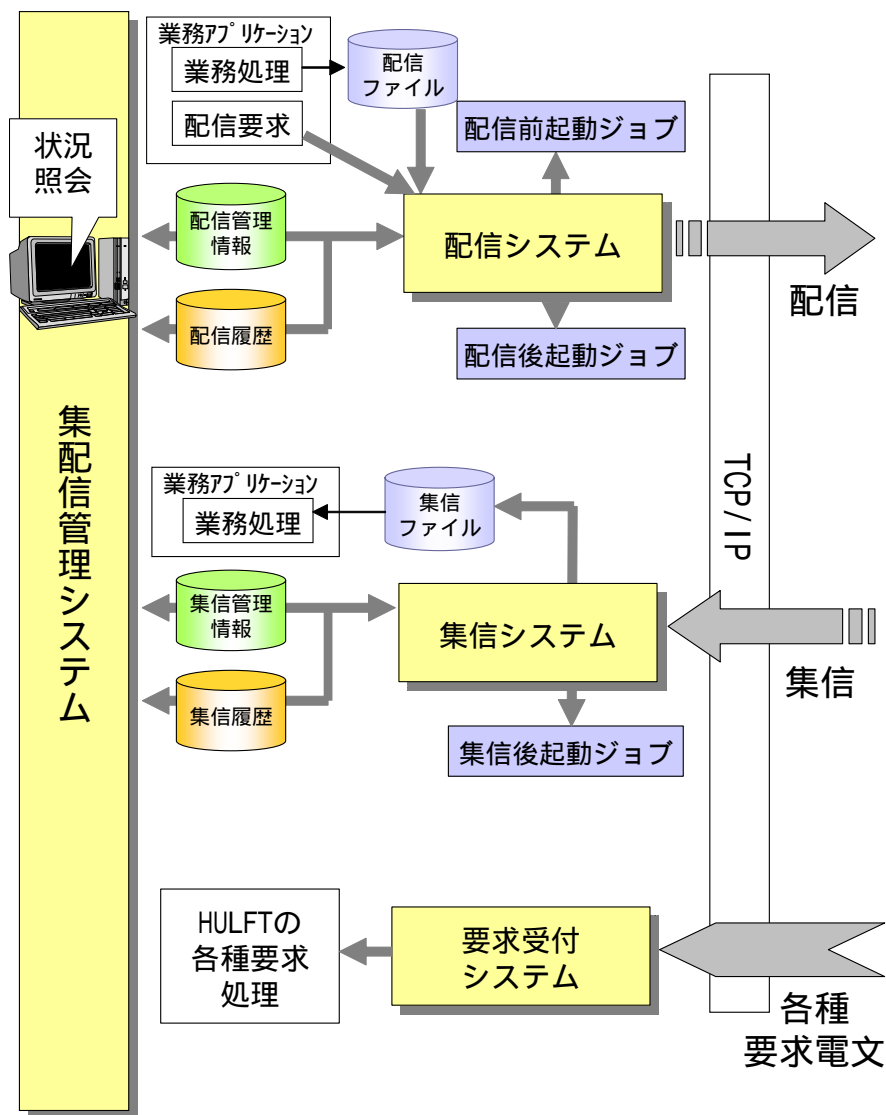 業務アプリケーション
業務処理
配信要求
配信
ファイル
配信前起動ジョブ
状況
照会
配信管理
情報
配信システム
配信
配信履歴
配信後起動ジョブ
集配信管理システム
TCP/IP
業務アプリケーション
業務処理
集信
ファイル
集信管理
情報
集信システム
集信
集信履歴
集信後起動ジョブ
HULFTの
各種要求
処理
要求受付
システム
各種
要求電文